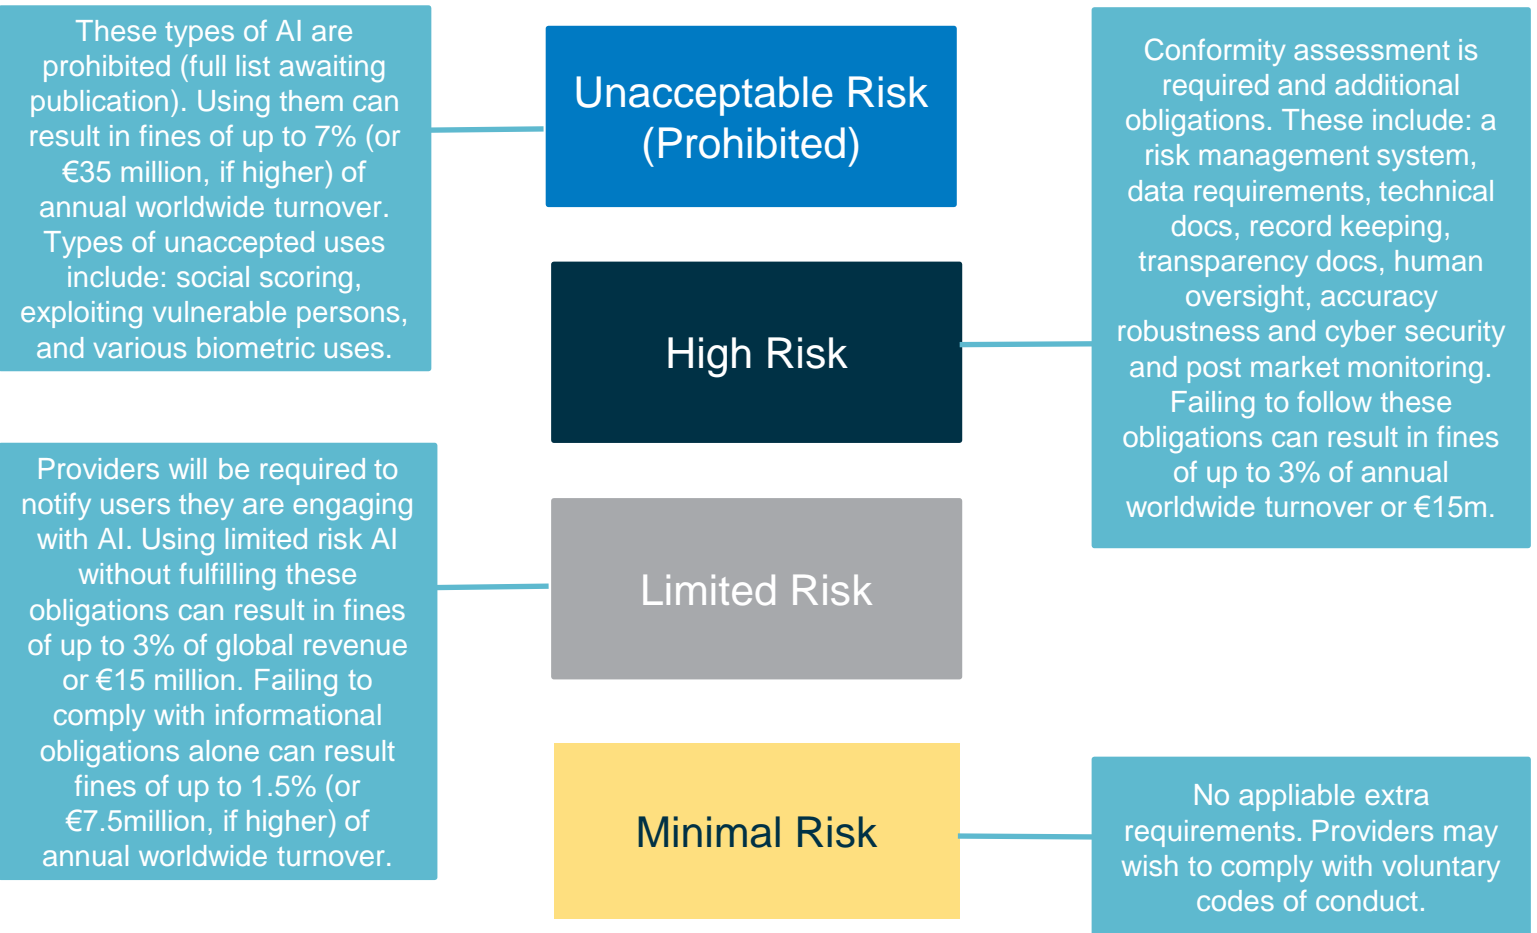 These types of AI are
prohibited (full list awaiting
publication). Using them can
result in fines of up to 7% (or
€35 million, if higher) of
annual worldwide turnover.
Types of unaccepted uses
include: social scoring,
exploiting vulnerable persons,
and various biometric uses.
Unacceptable Risk
(Prohibited)
Conformity assessment is
required and additional
obligations. These include: a
risk management system,
data requirements, technical
docs, record keeping,
transparency docs, human
oversight, accuracy
robustness and cyber security
and post market monitoring.
Failing to follow these
obligations can result in fines
of up to 3% of annual
worldwide turnover or €15m.
High Risk
Providers will be required to
notify users they are engaging
with AI. Using limited risk AI
without fulfilling these
obligations can result in fines
of up to 3% of global revenue
or €15 million. Failing to
comply with informational
obligations alone can result
fines of up to 1.5% (or
€7.5million, if higher) of
annual worldwide turnover.
Limited Risk
Minimal Risk
No appliable extra
requirements. Providers may
wish to comply with voluntary
codes of conduct.